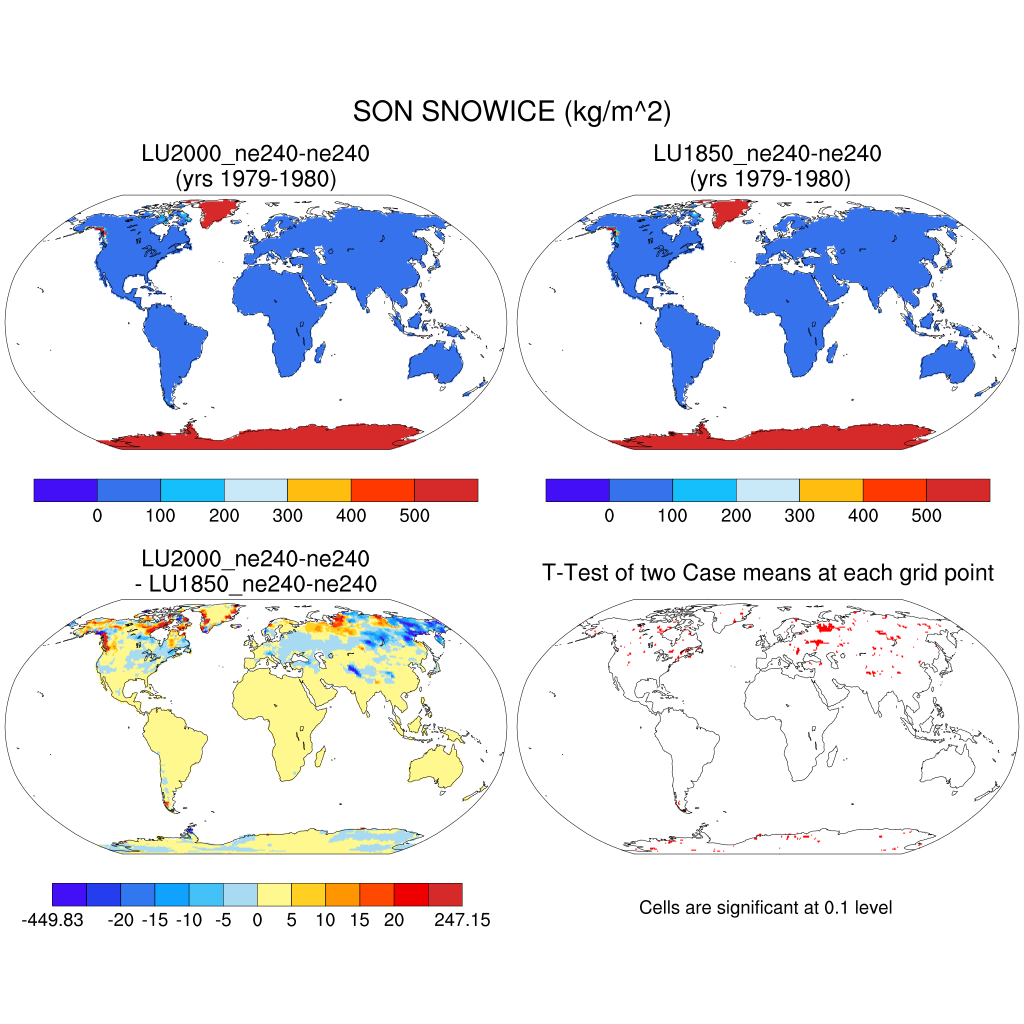 SON SNOWICE (kg/m^2)
LU2000_ne240-ne240
(yrs 1979-1980)
LU1850_ne240-ne240
(yrs 1979-1980)
0 100 200 300 400 500
0 100 200 300 400 500
LU2000_ne240-ne240
- LU1850_ne240-ne240
T-Test of two Case means at each grid point
-449.83 -20 -15 -10 -5 0 5 10 15 20 247.15
Cells are significant at 0.1 level